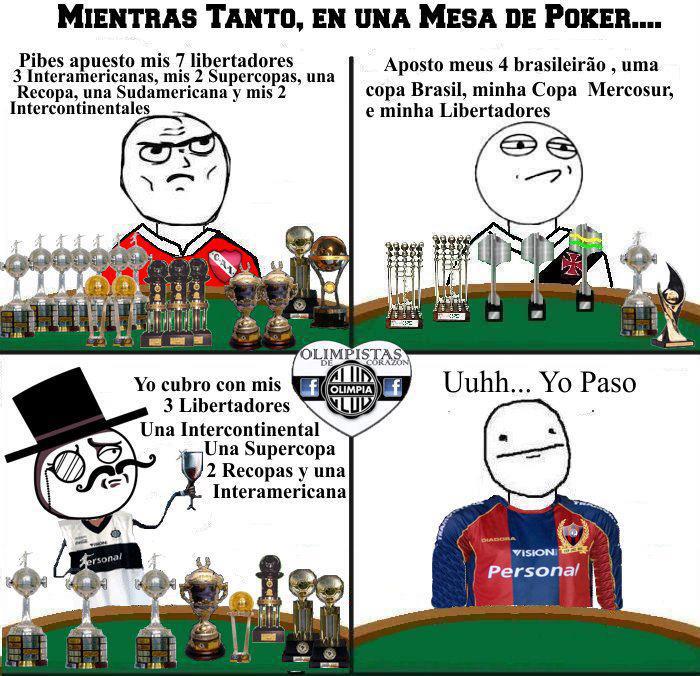 Mientras Tanto, en una Mesa de Poker....
Pibes apuesto mis 7 libertadores
3 Interamericanas, mis 2 Supercopas, una
Recopa, una Sudamericana y mis 2
Intercontinentales
C.A.I.
Aposto meus 4 brasileirão , uma
copa Brasil, minha Copa Mercosur,
e minha Libertadores
OLIMPISTAS
DE CORAZON
OLIMPIA
Yo cubro con mis
3 Libertadores
Una Intercontinental
Una Supercopa
2 Recopas y una
Interamericana
Personal
Uuhh... Yo Paso
DIADORA
VISION
Personal